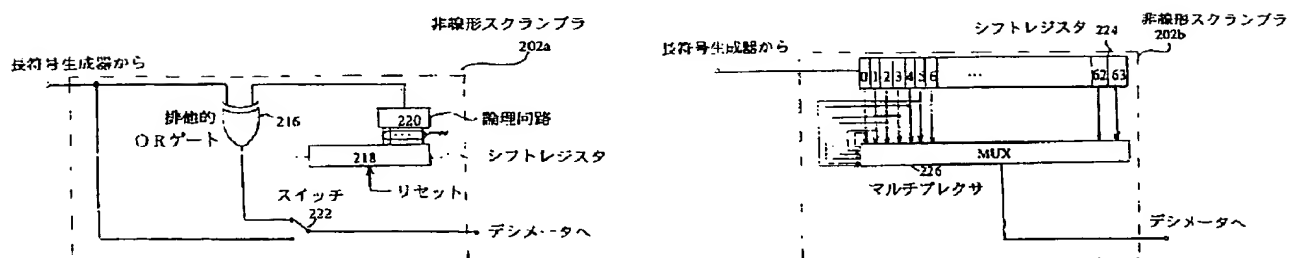 非線形スクランブラ
202a
長符号生成器から
排他的
ORゲート
216
220
論理回路
218
シフトレジスタ
リセット
スイッチ
222
デシメータへ
非線形スクランブラ
202b
シフトレジスタ 224
長符号生成器から
0 1 2 3 4 5 6 ... 62 63
MUX
226
マルチプレクサ
デシメータへ